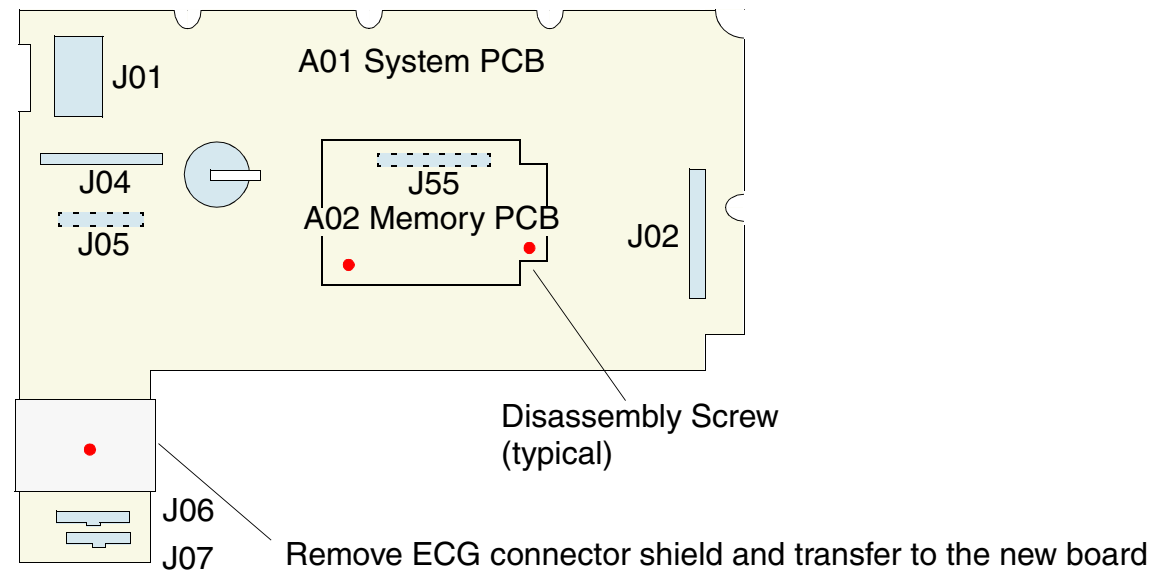 A01 System PCB
J01
J04
J55
A02 Memory PCB
J05
J02
Disassembly Screw
(typical)
J06
J07
Remove ECG connector shield and transfer to the new board